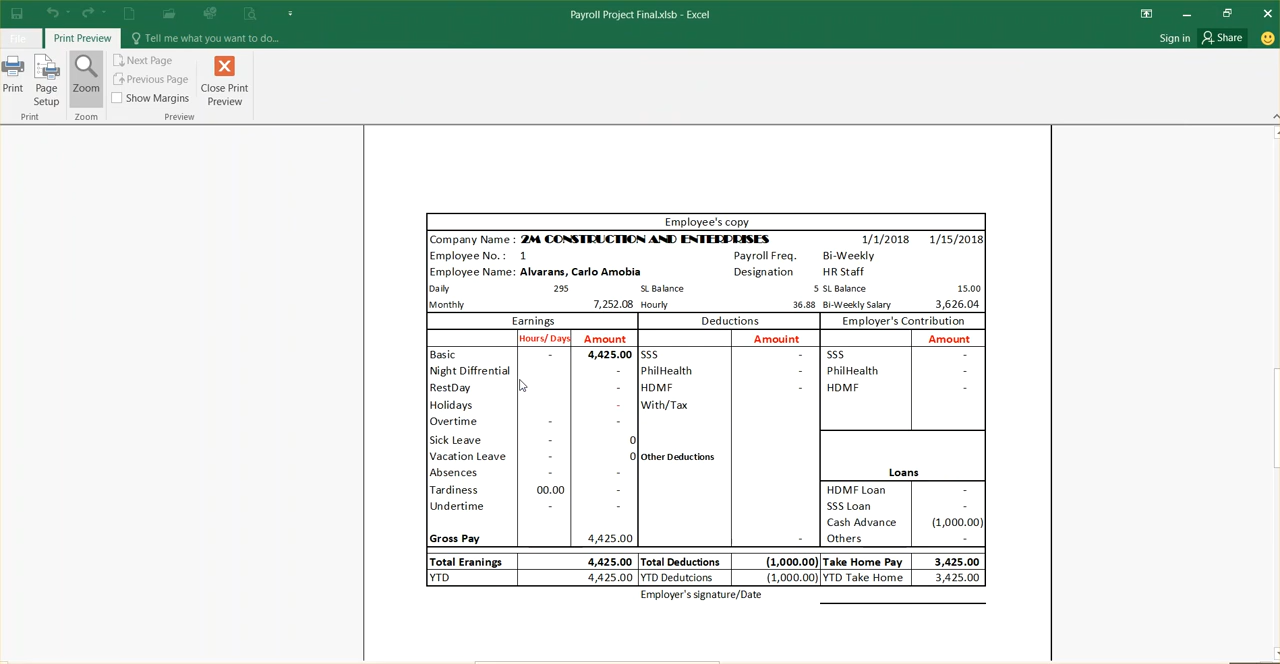 Payroll Project Final.xlsb - Excel
File Print Preview Tell me what you want to do... Sign in Share
Print Page Setup Zoom Next Page Previous Page Show Margins Close Print Preview
Print Zoom Preview
Employee's copy
Company Name : 2M CONSTRUCTION AND ENTERPRISES 1/1/2018 1/15/2018
Employee No. : 1 Payroll Freq. Bi-Weekly
Employee Name: Alvarans, Carlo Amobia Designation HR Staff
Daily 295 SL Balance 5 SL Balance 15.00
Monthly 7,252.08 Hourly 36.88 Bi-Weekly Salary 3,626.04
Earnings Deductions Employer's Contribution
Hours/ Days Amount Amouint Amount
Basic - 4,425.00 SSS - SSS -
Night Diffrential - PhilHealth - PhilHealth -
RestDay - HDMF - HDMF -
Holidays - With/Tax
Overtime - -
Sick Leave - 0
Vacation Leave - 0 Other Deductions
Absences - - Loans
Tardiness 00.00 - HDMF Loan -
Undertime - - SSS Loan -
Cash Advance (1,000.00)
Gross Pay 4,425.00 - Others -
Total Eranings 4,425.00 Total Deductions (1,000.00) Take Home Pay 3,425.00
YTD 4,425.00 YTD Dedutcions (1,000.00) YTD Take Home 3,425.00
Employer's signature/Date